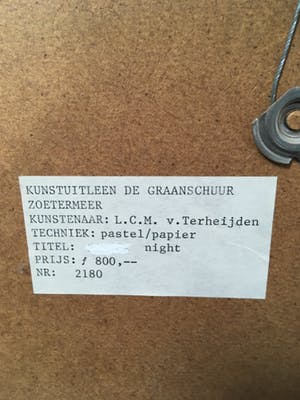 KUNSTUITLEEN DE GRAANSCHUUR
ZOETERMEER
KUNSTENAAR: L.C.M. v.Terheijden
TECHNIEK: pastel/papier
TITEL: night
PRIJS: ƒ 800,--
NR: 2180